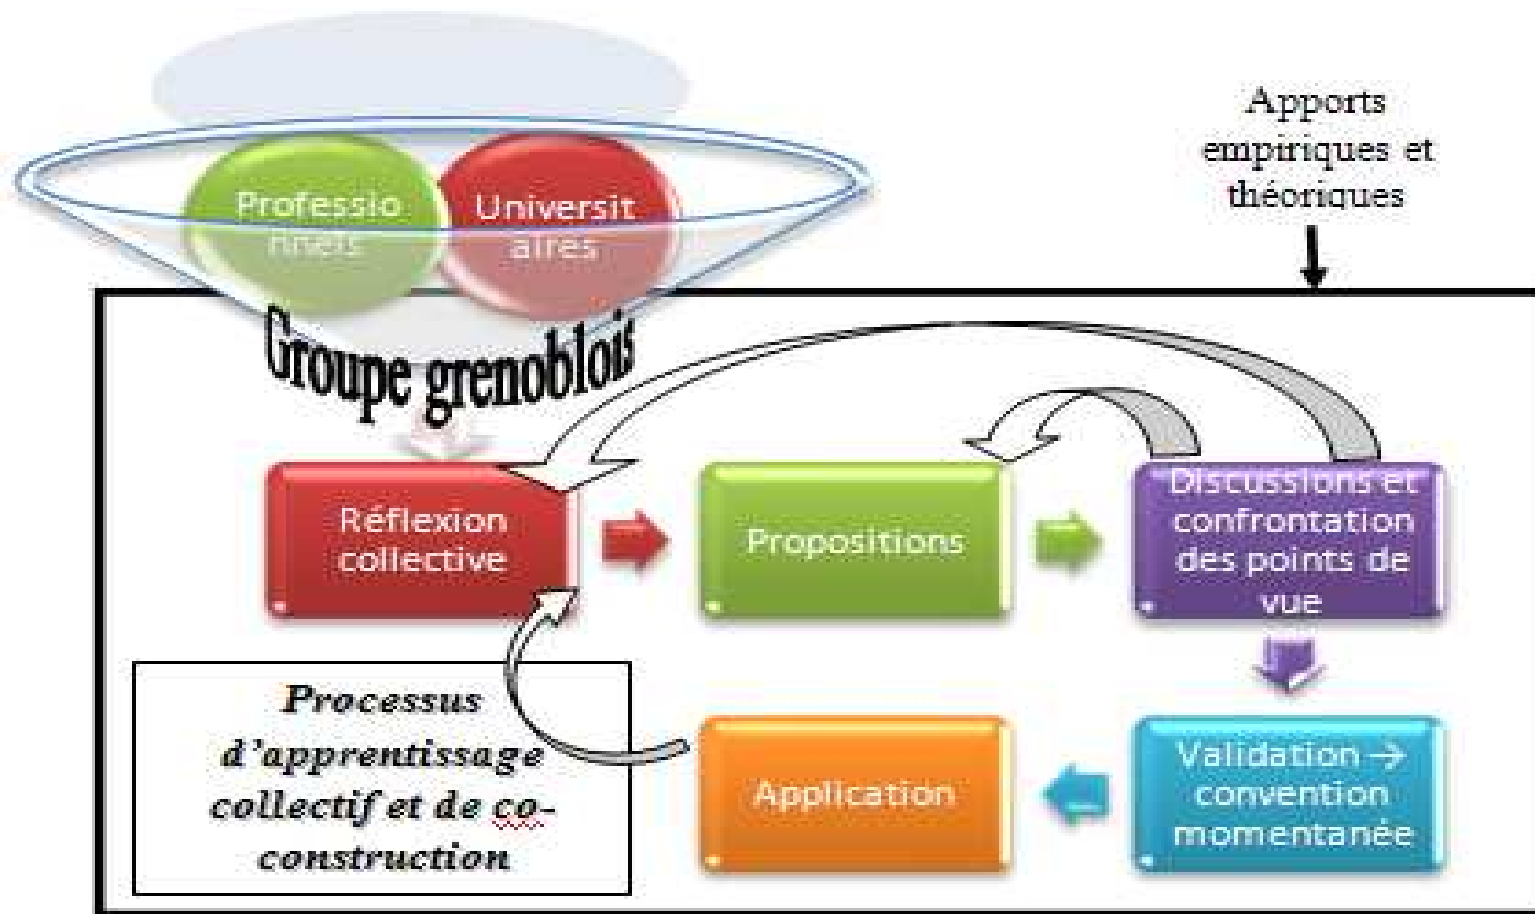 Apports
empiriques et
théoriques
Professio
nnels
Universit
aires
Groupe grenoblois
Réflexion
collective
Propositions
Discussions et
confrontation
des points de
vue
Processus
d'apprentissage
collectif et de co-
construction
Application
Validation →
convention
momentanée